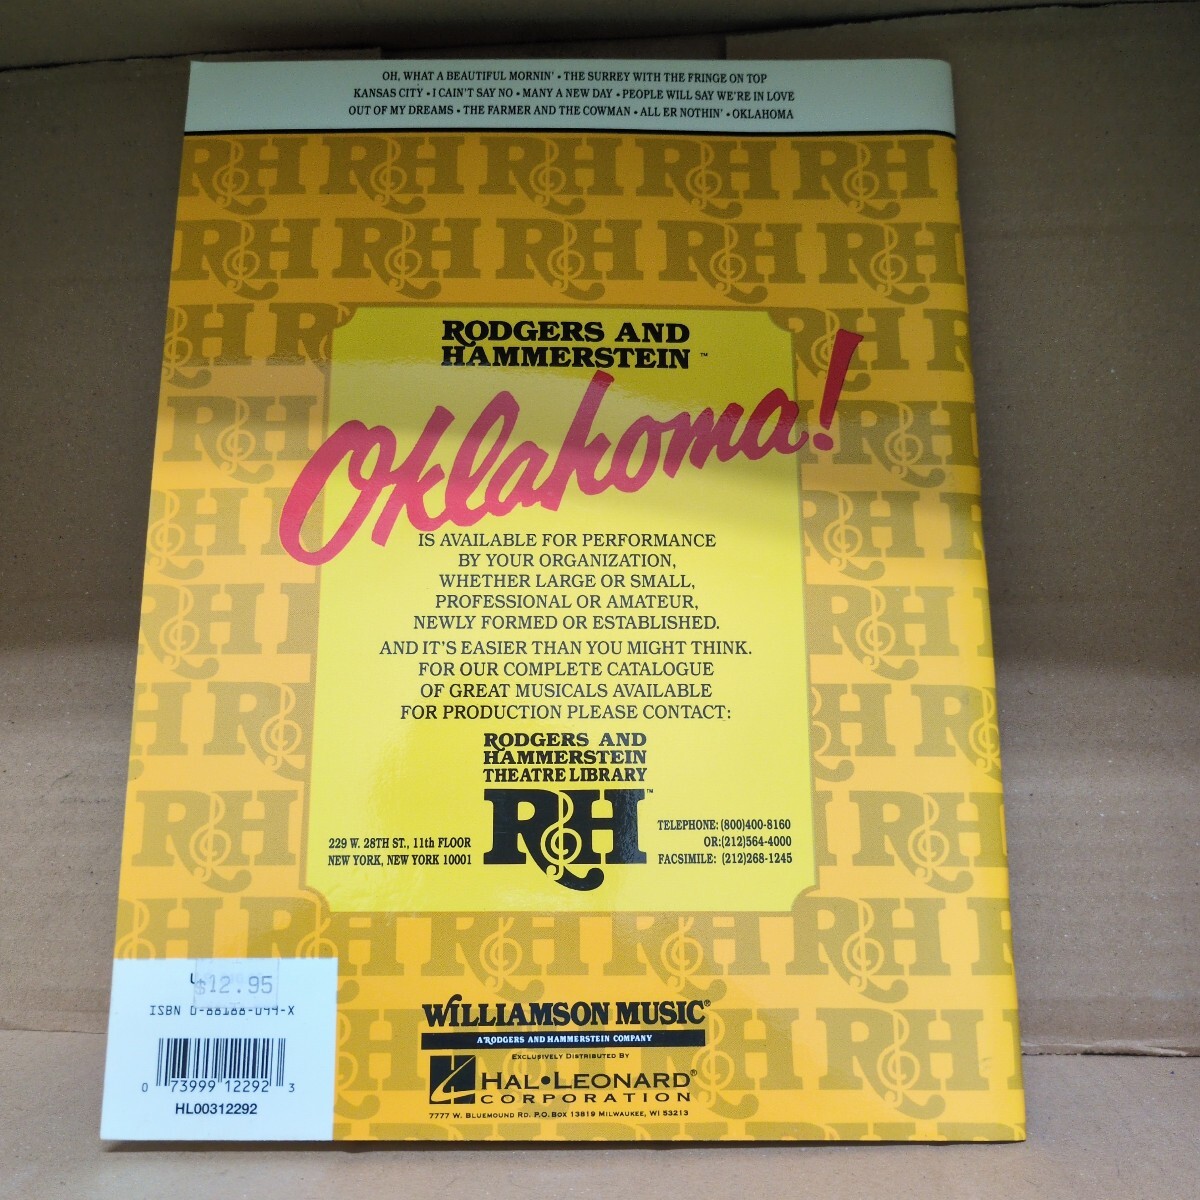 OH, WHAT A BEAUTIFUL MORNIN' • THE SURREY WITH THE FRINGE ON TOP
KANSAS CITY • I CAIN'T SAY NO • MANY A NEW DAY • PEOPLE WILL SAY WE'RE IN LOVE
OUT OF MY DREAMS • THE FARMER AND THE COWMAN • ALL ER NOTHIN' • OKLAHOMA
RODGERS AND
HAMMERSTEIN ™
Oklahoma!
IS AVAILABLE FOR PERFORMANCE
BY YOUR ORGANIZATION,
WHETHER LARGE OR SMALL,
PROFESSIONAL OR AMATEUR,
NEWLY FORMED OR ESTABLISHED.
AND IT'S EASIER THAN YOU MIGHT THINK.
FOR OUR COMPLETE CATALOGUE
OF GREAT MUSICALS AVAILABLE
FOR PRODUCTION PLEASE CONTACT:
RODGERS AND
HAMMERSTEIN
THEATRE LIBRARY
RH™
229 W. 28TH ST., 11th FLOOR
NEW YORK, NEW YORK 10001
TELEPHONE: (800)400-8160
OR:(212)564-4000
FACSIMILE: (212)268-1245
WILLIAMSON MUSIC®
A RODGERS AND HAMMERSTEIN COMPANY
EXCLUSIVELY DISTRIBUTED BY
HAL•LEONARD®
CORPORATION
7777 W. BLUEMOUND RD. P.O. BOX 13819 MILWAUKEE, WI 53213
$12.95
ISBN 0-88188-044-X
0 73999 12292 3
HL00312292